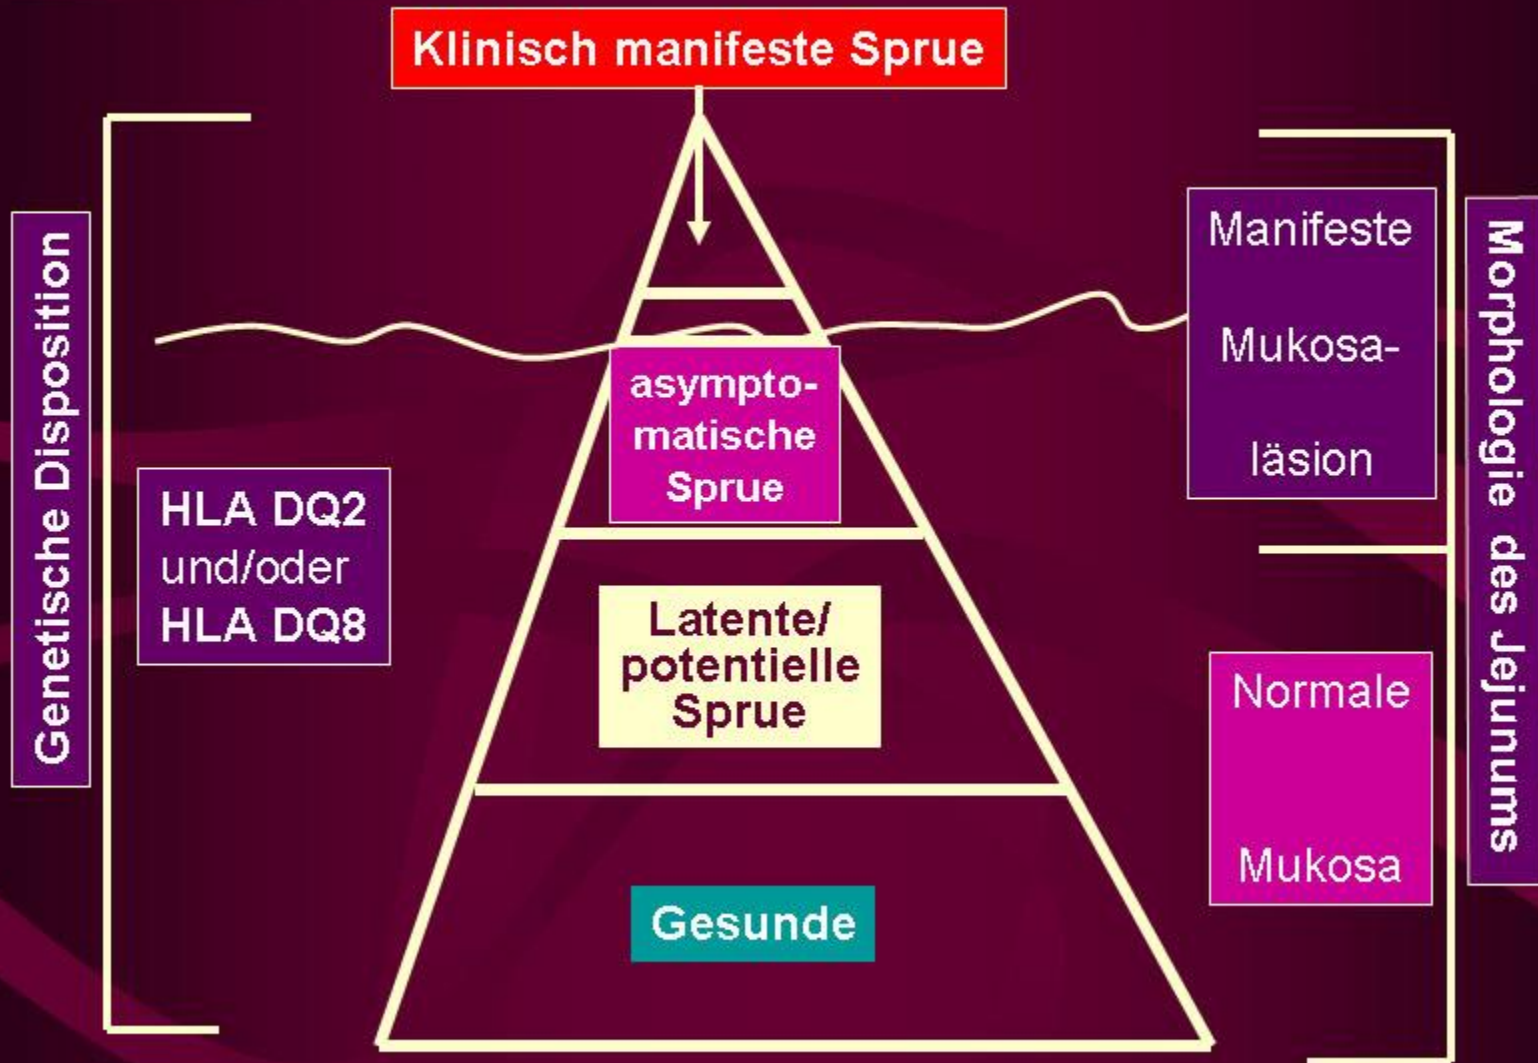 Klinisch manifeste Sprue
Genetische Disposition
HLA DQ2
und/oder
HLA DQ8
asympto-
matische
Sprue
Latente/
potentielle
Sprue
Gesunde
Manifeste
Mukosa-
läsion
Normale
Mukosa
Morphologie des Jejunums